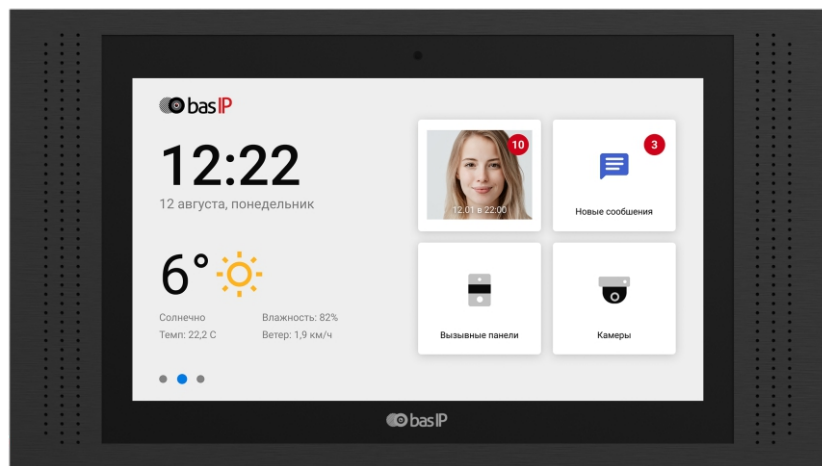 bas IP
12:22
12 августа, понедельник
6°
Солнечно
Влажность: 82%
Темп: 22,2 C
Ветер: 1,9 км/ч
10
12.01 в 22:00
3
Новые сообшения
Вызывные панели
Камеры
bas IP